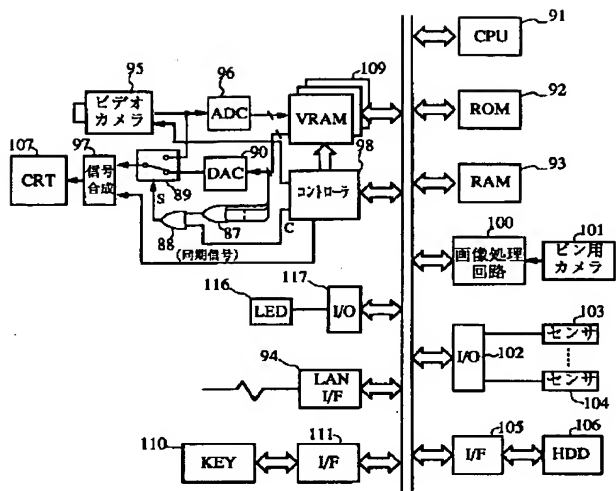 91
CPU
95
ビデオ
カメラ
96
ADC
109
VRAM
92
ROM
107
CRT
97
信号
合成
89
90
DAC
98
コントローラ
93
RAM
S
88
87
C
(同期信号)
100
画像処理
回路
101
ピン用
カメラ
116
LED
117
I/O
103
センサ
I/O
102
センサ
104
94
LAN
I/F
110
KEY
111
I/F
105
I/F
106
HDD